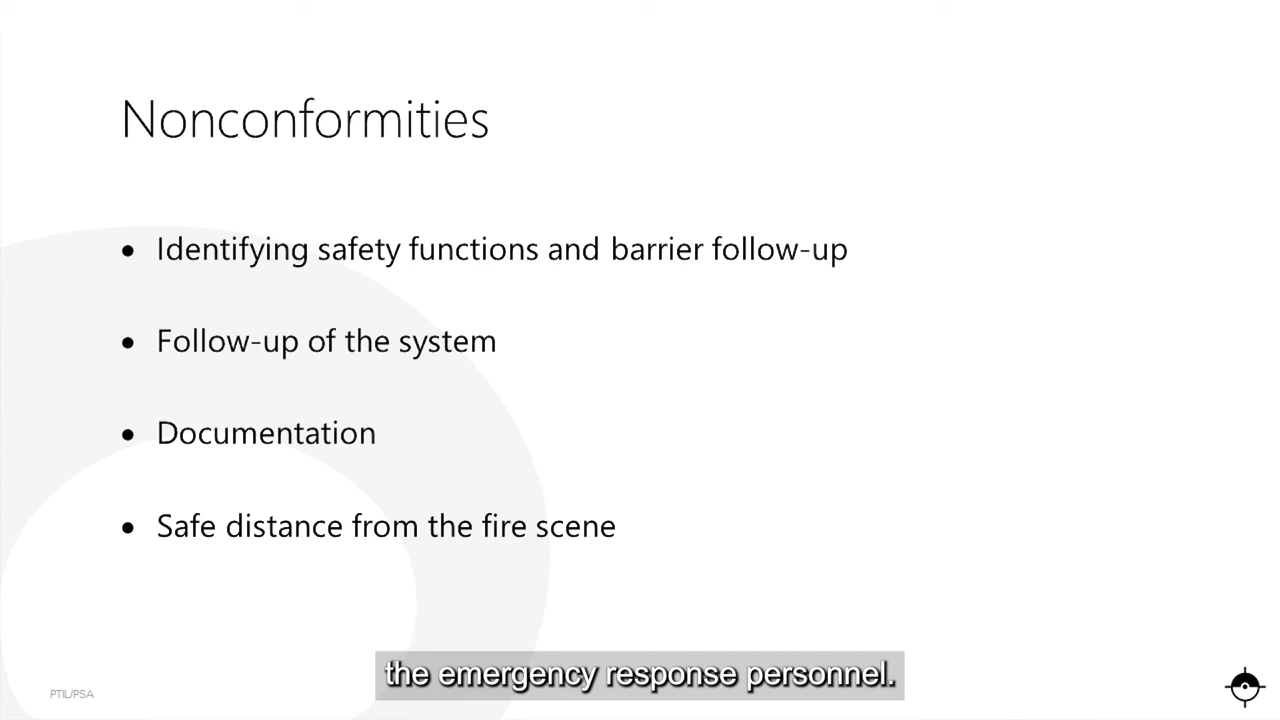 Nonconformities
• Identifying safety functions and barrier follow-up
• Follow-up of the system
• Documentation
• Safe distance from the fire scene
the emergency response personnel.
PTIL/PSA